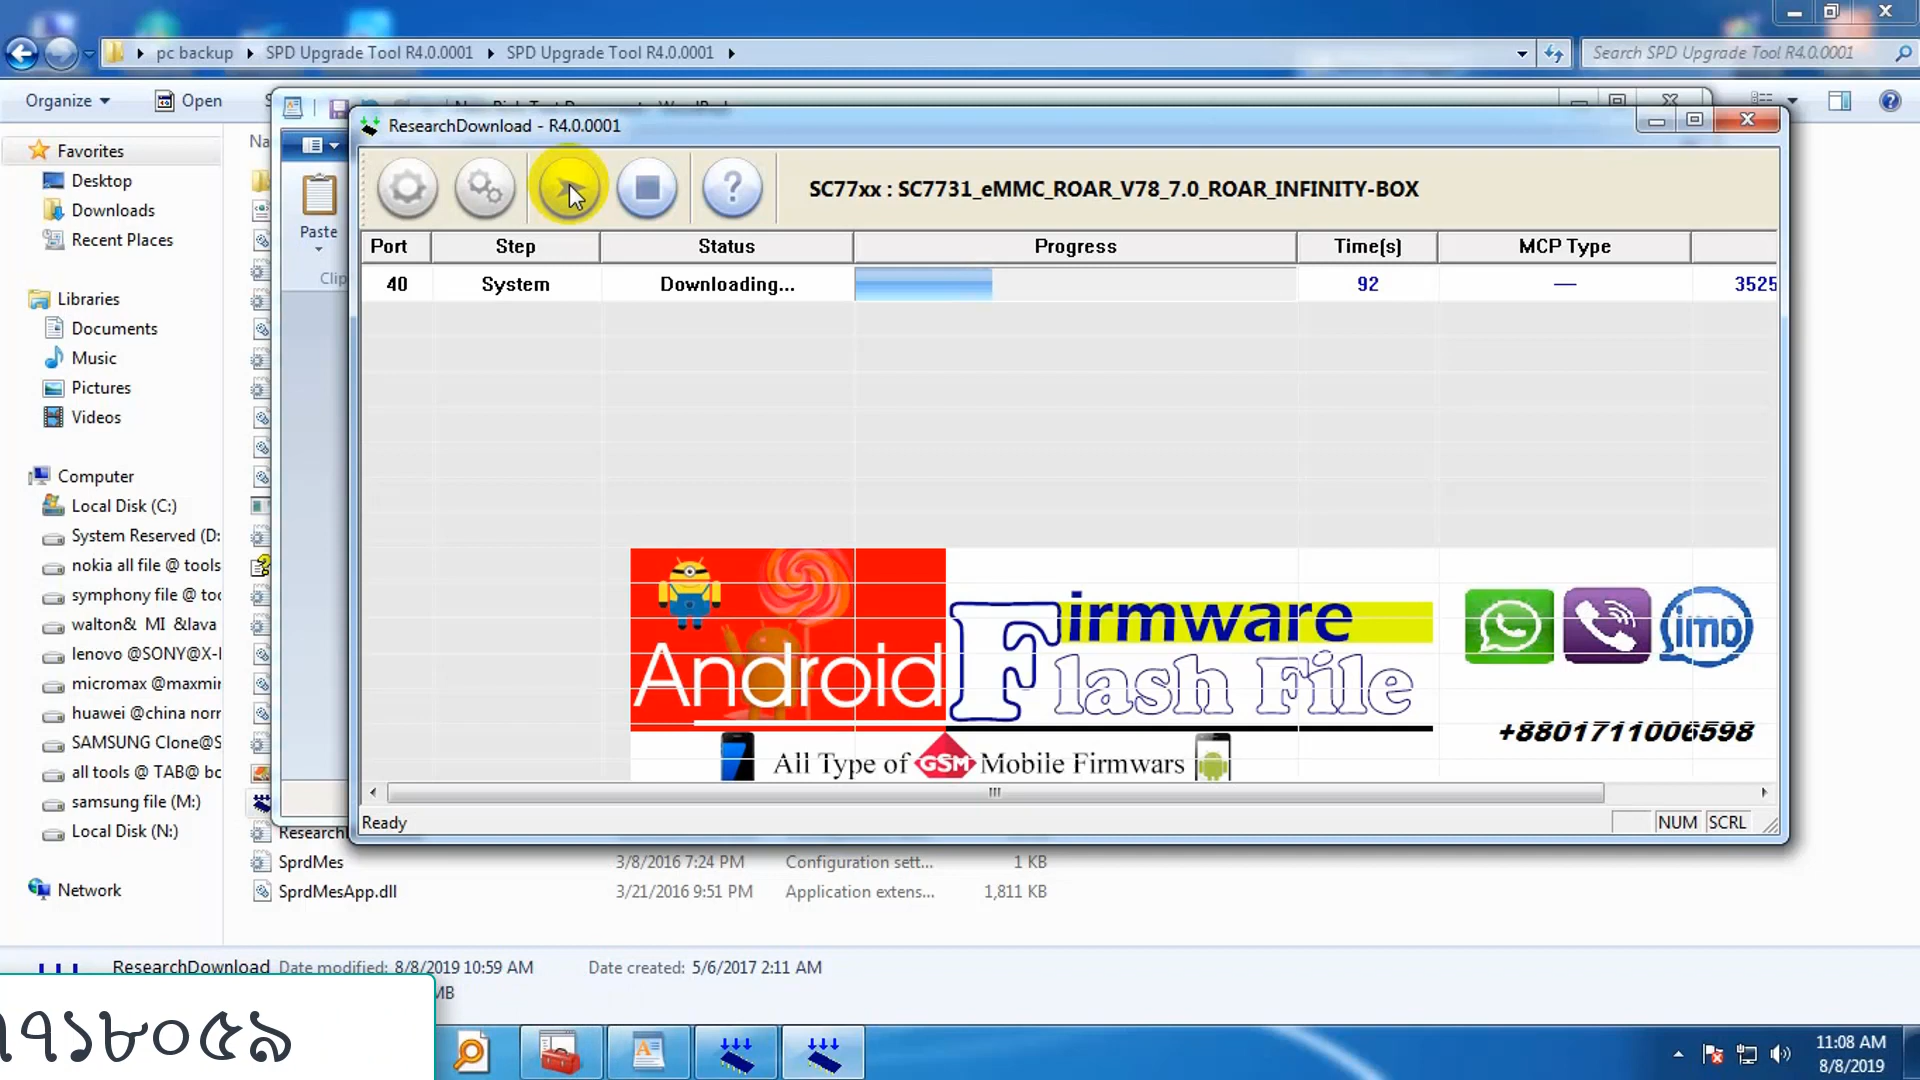 pc backup SPD Upgrade Tool R4.0.0001 SPD Upgrade Tool R4.0.0001
Search SPD Upgrade Tool R4.0.0001
Organize Open
ResearchDownload - R4.0.0001
SC77xx : SC7731_eMMC_ROAR_V78_7.0_ROAR_INFINITY-BOX
Port Step Status Progress Time(s) MCP Type
40 System Downloading... 92 — 3525
Favorites
Desktop
Downloads
Recent Places
Libraries
Documents
Music
Pictures
Videos
Computer
Local Disk (C:)
System Reserved (D:
nokia all file @ tools
symphony file @ too
walton& MI &lava
lenovo @SONY@X-
micromax @maxmi
huawei @china nor
SAMSUNG Clone@S
all tools @ TAB@ bo
samsung file (M:)
Local Disk (N:)
Network
Paste
Clip
Android
Firmware
Flash File
imo
+8801711006598
All Type of GSM Mobile Firmwars
Ready NUM SCRL
Research
SprdMes 3/8/2016 7:24 PM Configuration sett... 1 KB
SprdMesApp.dll 3/21/2016 9:51 PM Application extens... 1,811 KB
ResearchDownload Date modified: 8/8/2019 10:59 AM Date created: 5/6/2017 2:11 AM
MB
৭১৮০৫৯
11:08 AM
8/8/2019